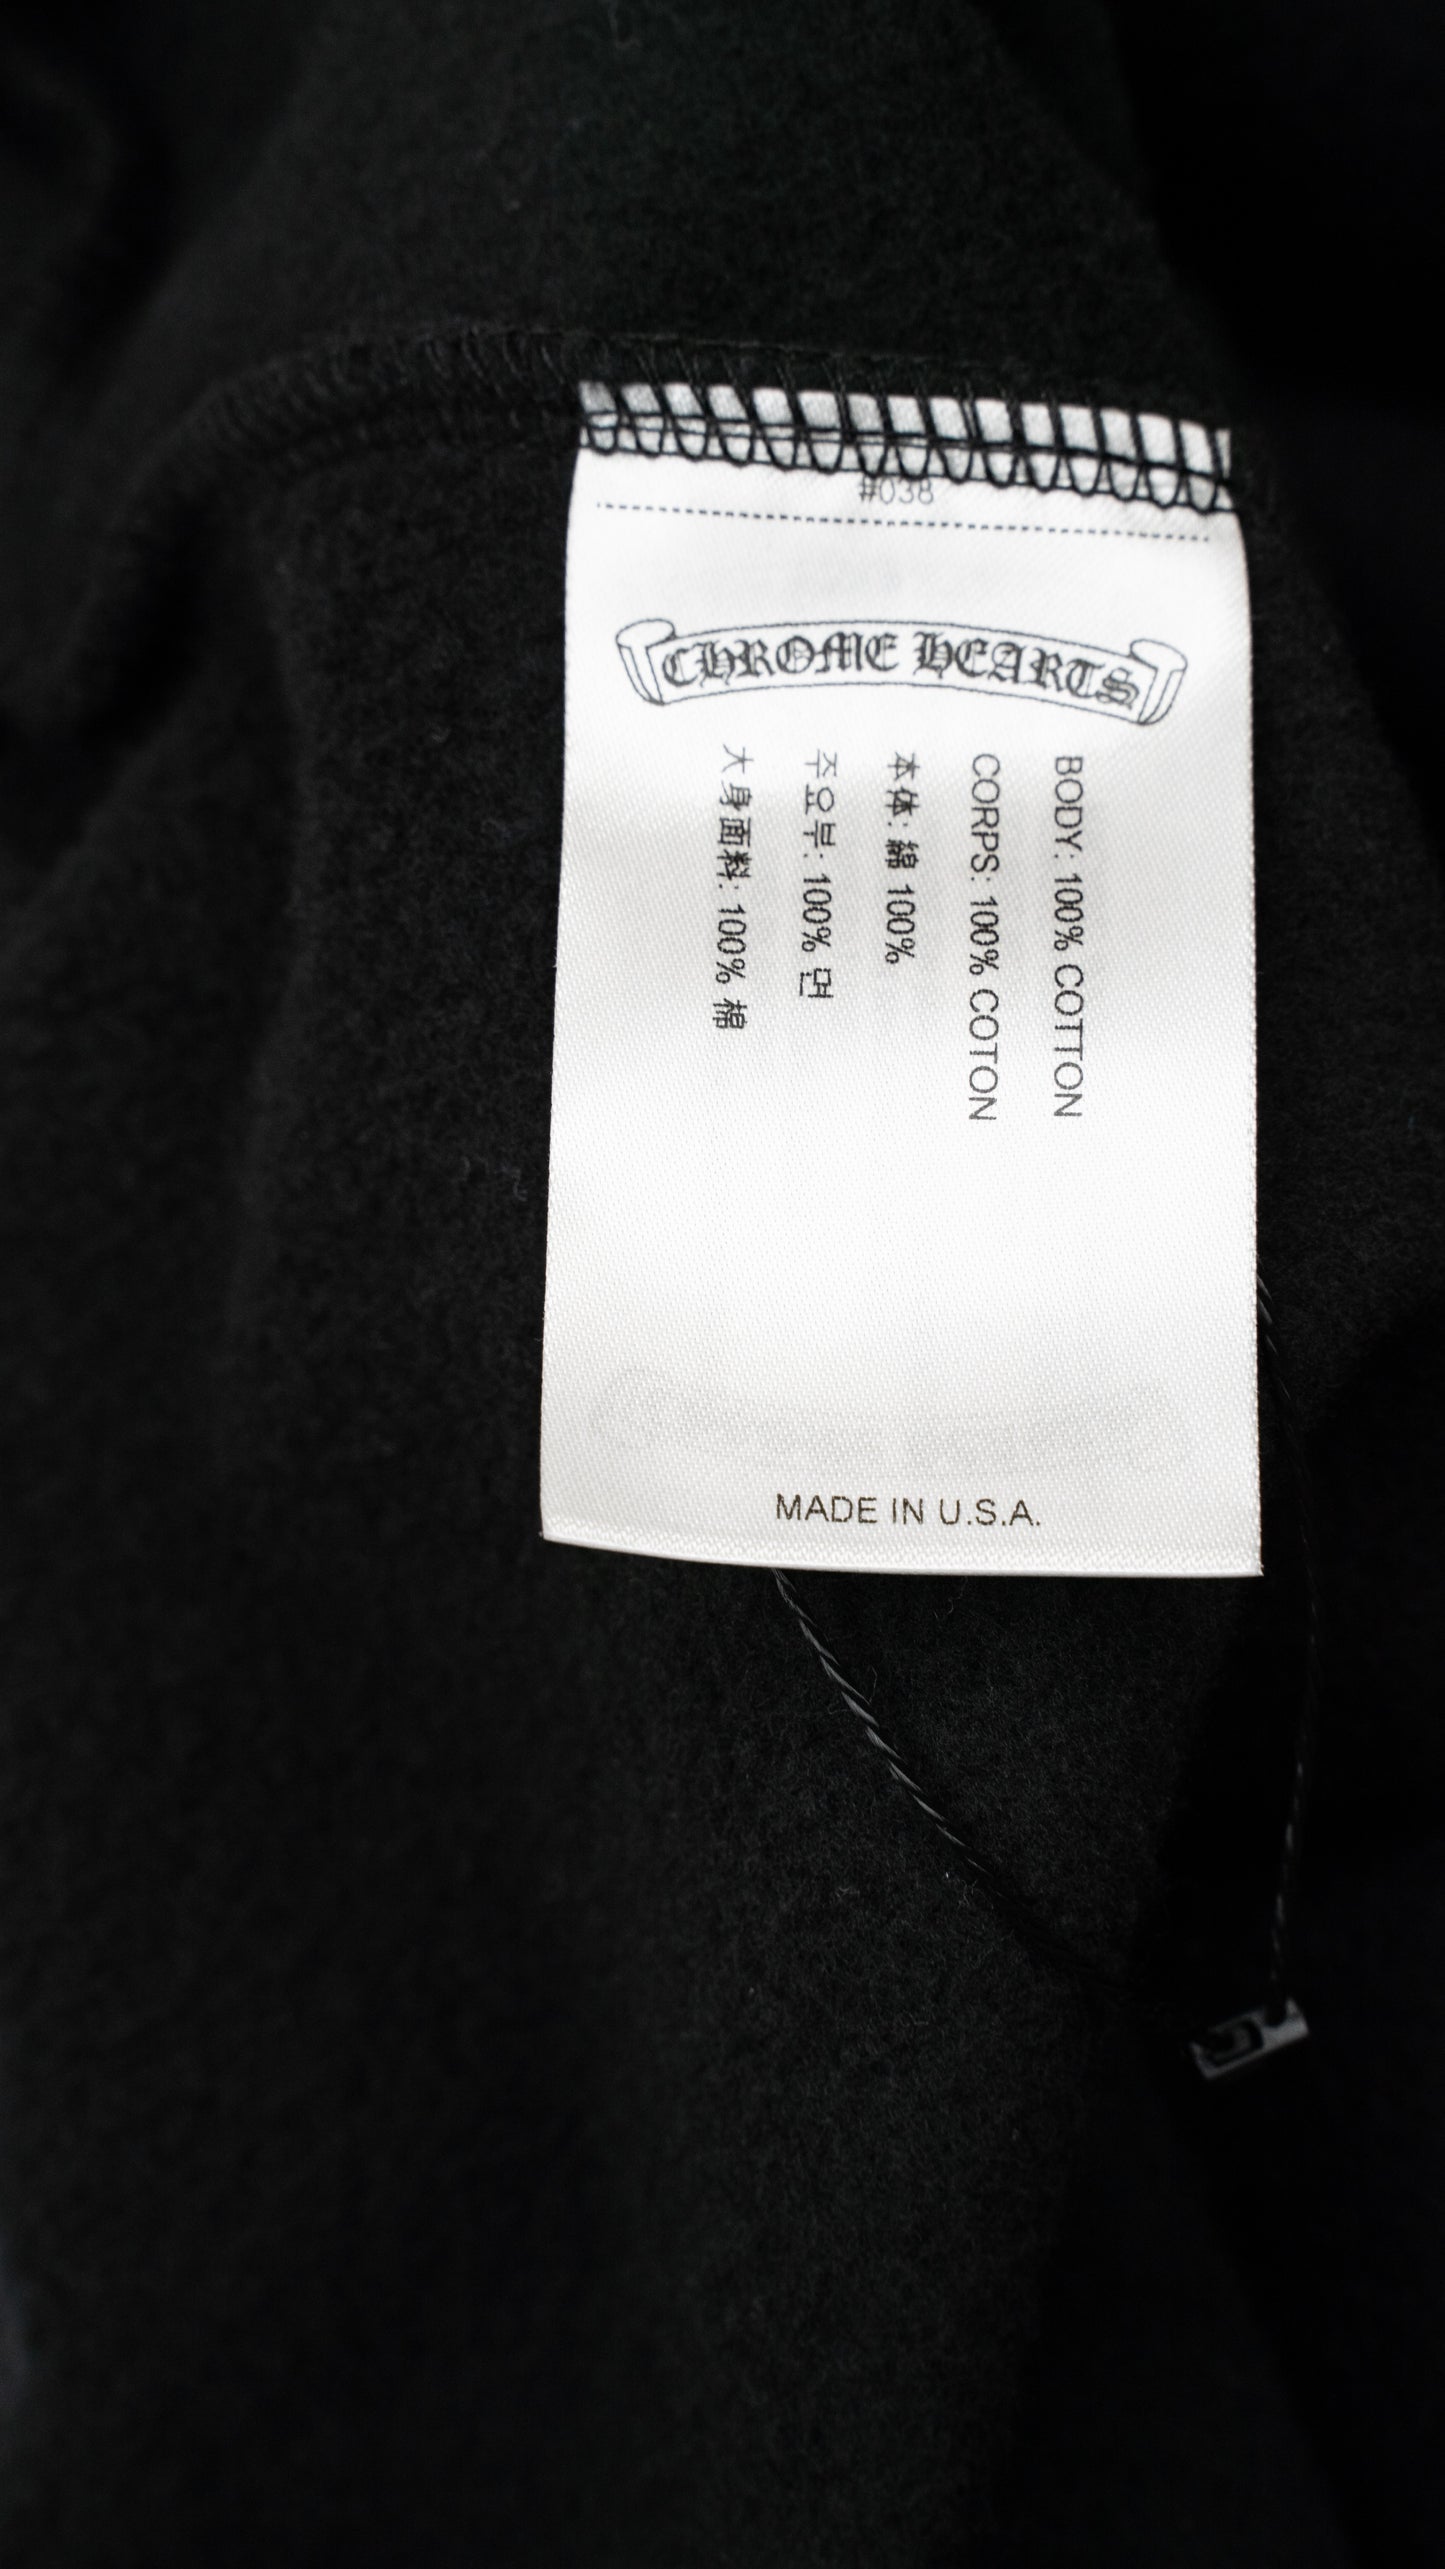 #038
CHROME HEARTS
BODY: 100% COTTON
CORPS: 100% COTON
本体: 綿 100%
주요부: 100% 면
大身面料: 100% 棉
MADE IN U.S.A.